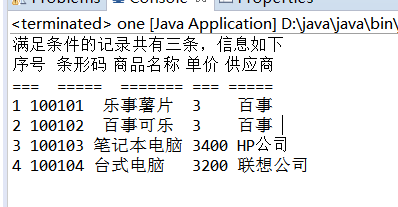 Problems Console Properties
<terminated> one [Java Application] D:\java\java\bin\
满足条件的记录共有三条，信息如下
序号 条形码 商品名称 单价 供应商
=== ===== ======= === =====
1 100101 乐事薯片 3 百事
2 100102 百事可乐 3 百事
3 100103 笔记本电脑 3400 HP公司
4 100104 台式电脑 3200 联想公司